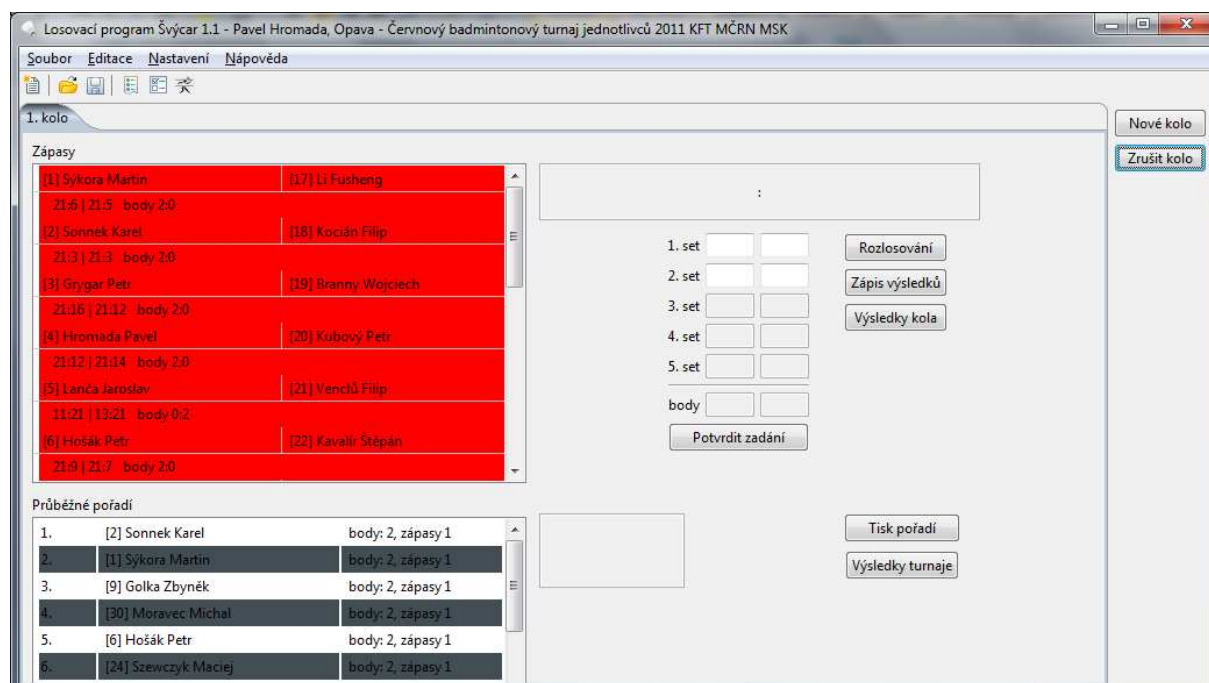 Losovací program Švýcar 1.1 - Pavel Hromada, Opava - Červnový badmintonový turnaj jednotlivců 2011 KFT MČRN MSK
Soubor Editace Nastavení Nápověda
1. kolo
Nové kolo
Zrušit kolo
Zápasy
[1] Sýkora Martin [17] Li Fusheng
21:6 | 21:5 body 2:0
[2] Sonnek Karel [18] Kocián Filip
21:3 | 21:3 body 2:0
[3] Grygar Petr [19] Branny Wojciech
21:16 | 21:12 body 2:0
[4] Hromada Pavel [20] Kubový Petr
21:12 | 21:14 body 2:0
[5] Lanča Jaroslav [21] Venclů Filip
11:21 | 13:21 body 0:2
[6] Hošák Petr [22] Kavalír Štěpán
21:9 | 21:7 body 2:0
:
1. set
2. set
3. set
4. set
5. set
body
Potvrdit zadání
Rozlosování
Zápis výsledků
Výsledky kola
Průběžné pořadí
1. [2] Sonnek Karel body: 2, zápasy 1
2. [1] Sýkora Martin body: 2, zápasy 1
3. [9] Golka Zbyněk body: 2, zápasy 1
4. [30] Moravec Michal body: 2, zápasy 1
5. [6] Hošák Petr body: 2, zápasy 1
6. [24] Szewczyk Maciej body: 2, zápasy 1
Tisk pořadí
Výsledky turnaje